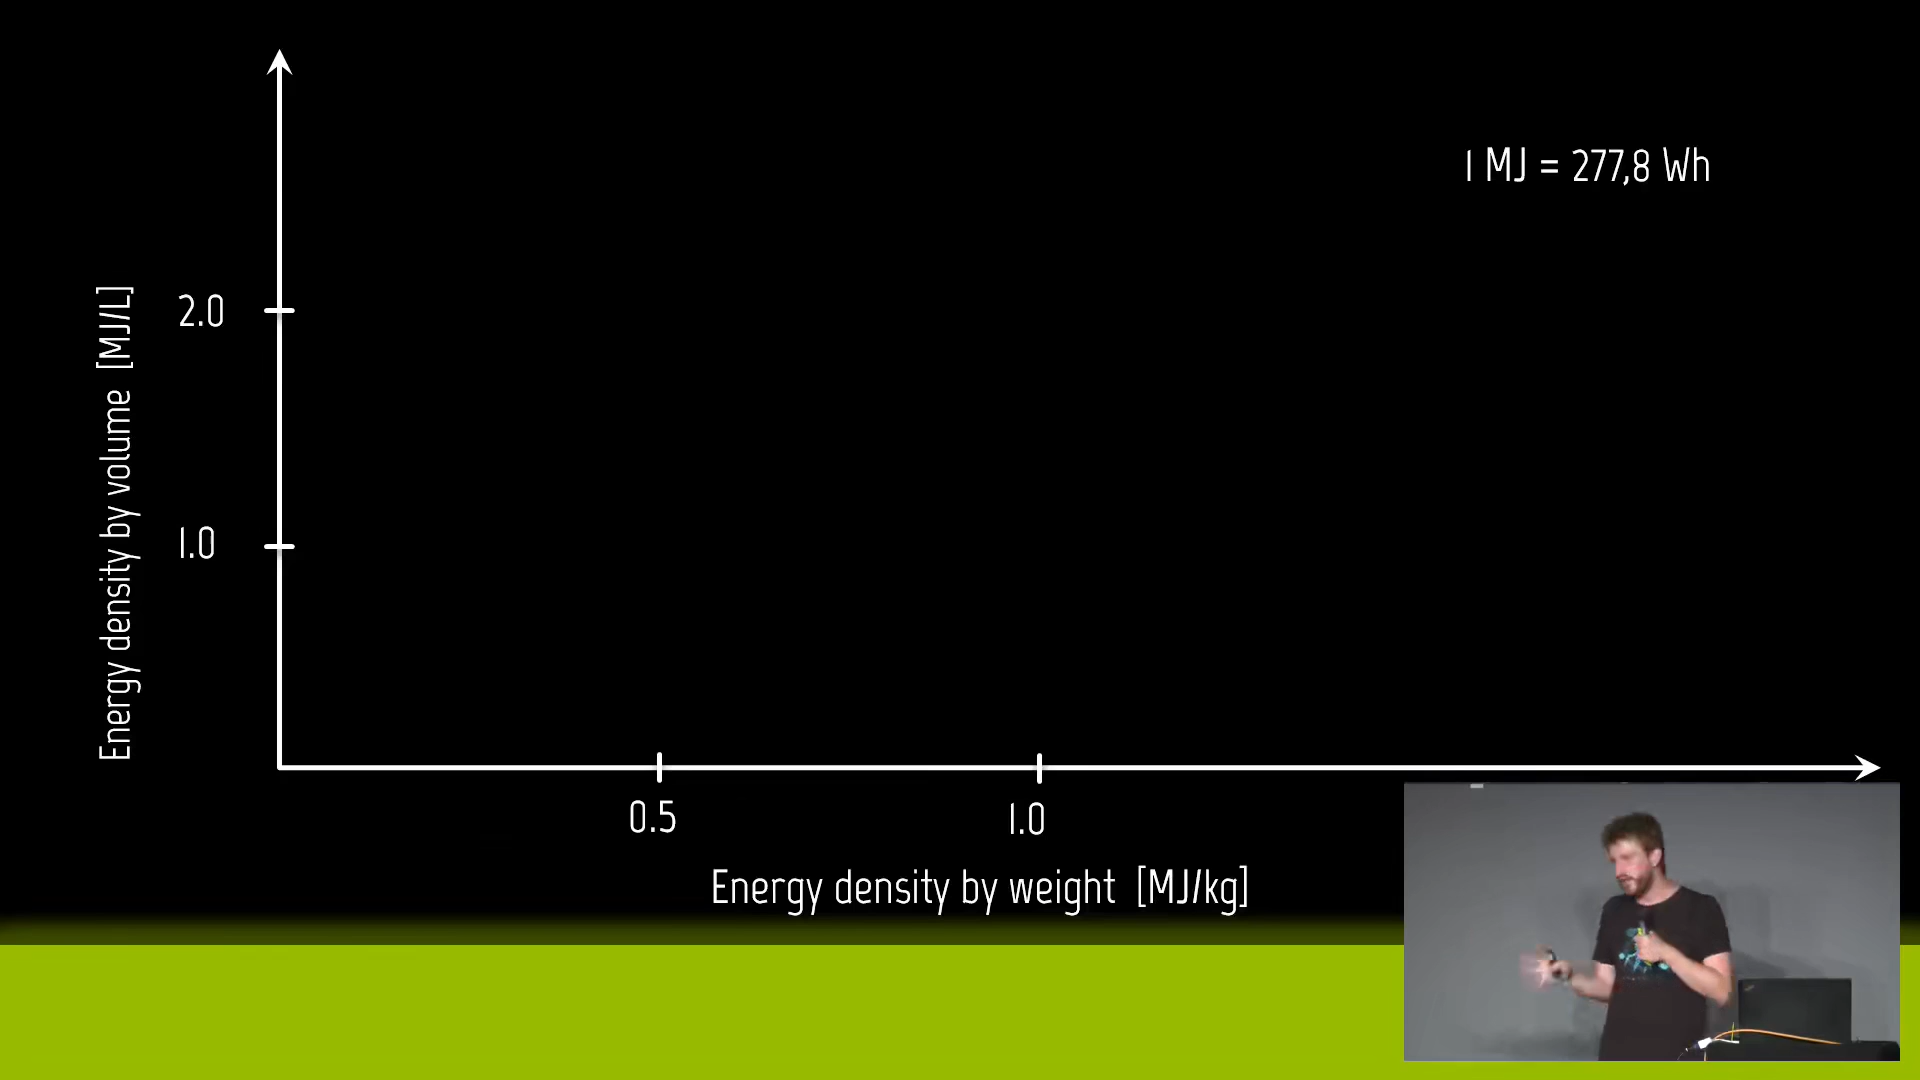 1 MJ = 277,8 Wh
Energy density by volume [MJ/L]
2.0
1.0
0.5
1.0
Energy density by weight [MJ/kg]